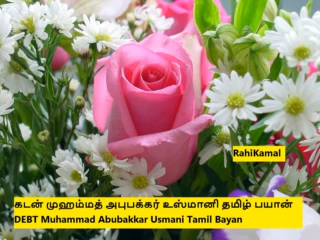 RahiKamal
கடன் முஹம்மத் அபுபக்கர் உஸ்மானி தமிழ் பயான்
DEBT Muhammad Abubakkar Usmani Tamil Bayan